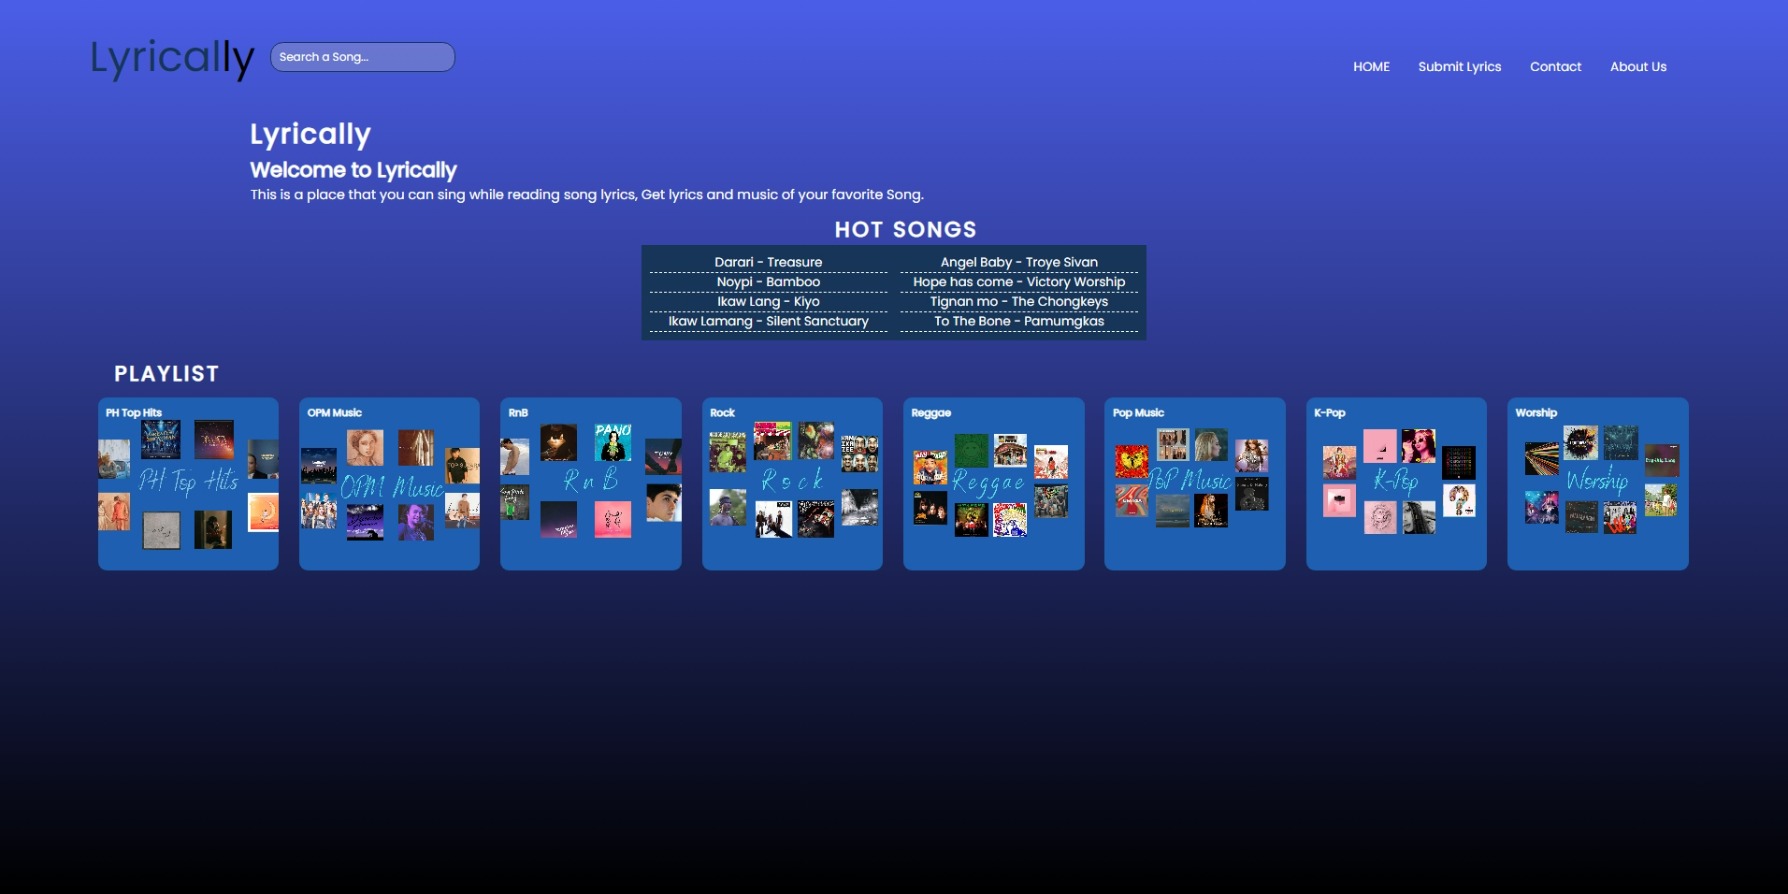 Lyrically
Search a Song...
HOME Submit Lyrics Contact About Us
Lyrically
Welcome to Lyrically
This is a place that you can sing while reading song lyrics, Get lyrics and music of your favorite Song.
HOT SONGS
Darari - Treasure
Angel Baby - Troye Sivan
Noypi - Bamboo
Hope has come - Victory Worship
Ikaw Lang - Kiyo
Tignan mo - The Chongkeys
Ikaw Lamang - Silent Sanctuary
To The Bone - Pamumgkas
PLAYLIST
PH Top Hits
PH Top Hits
OPM Music
OPM Music
RnB
PANO
RnB
Rock
Rock
Reggae
Reggae
Pop Music
POP Music
K-Pop
K-Pop
Worship
Worship